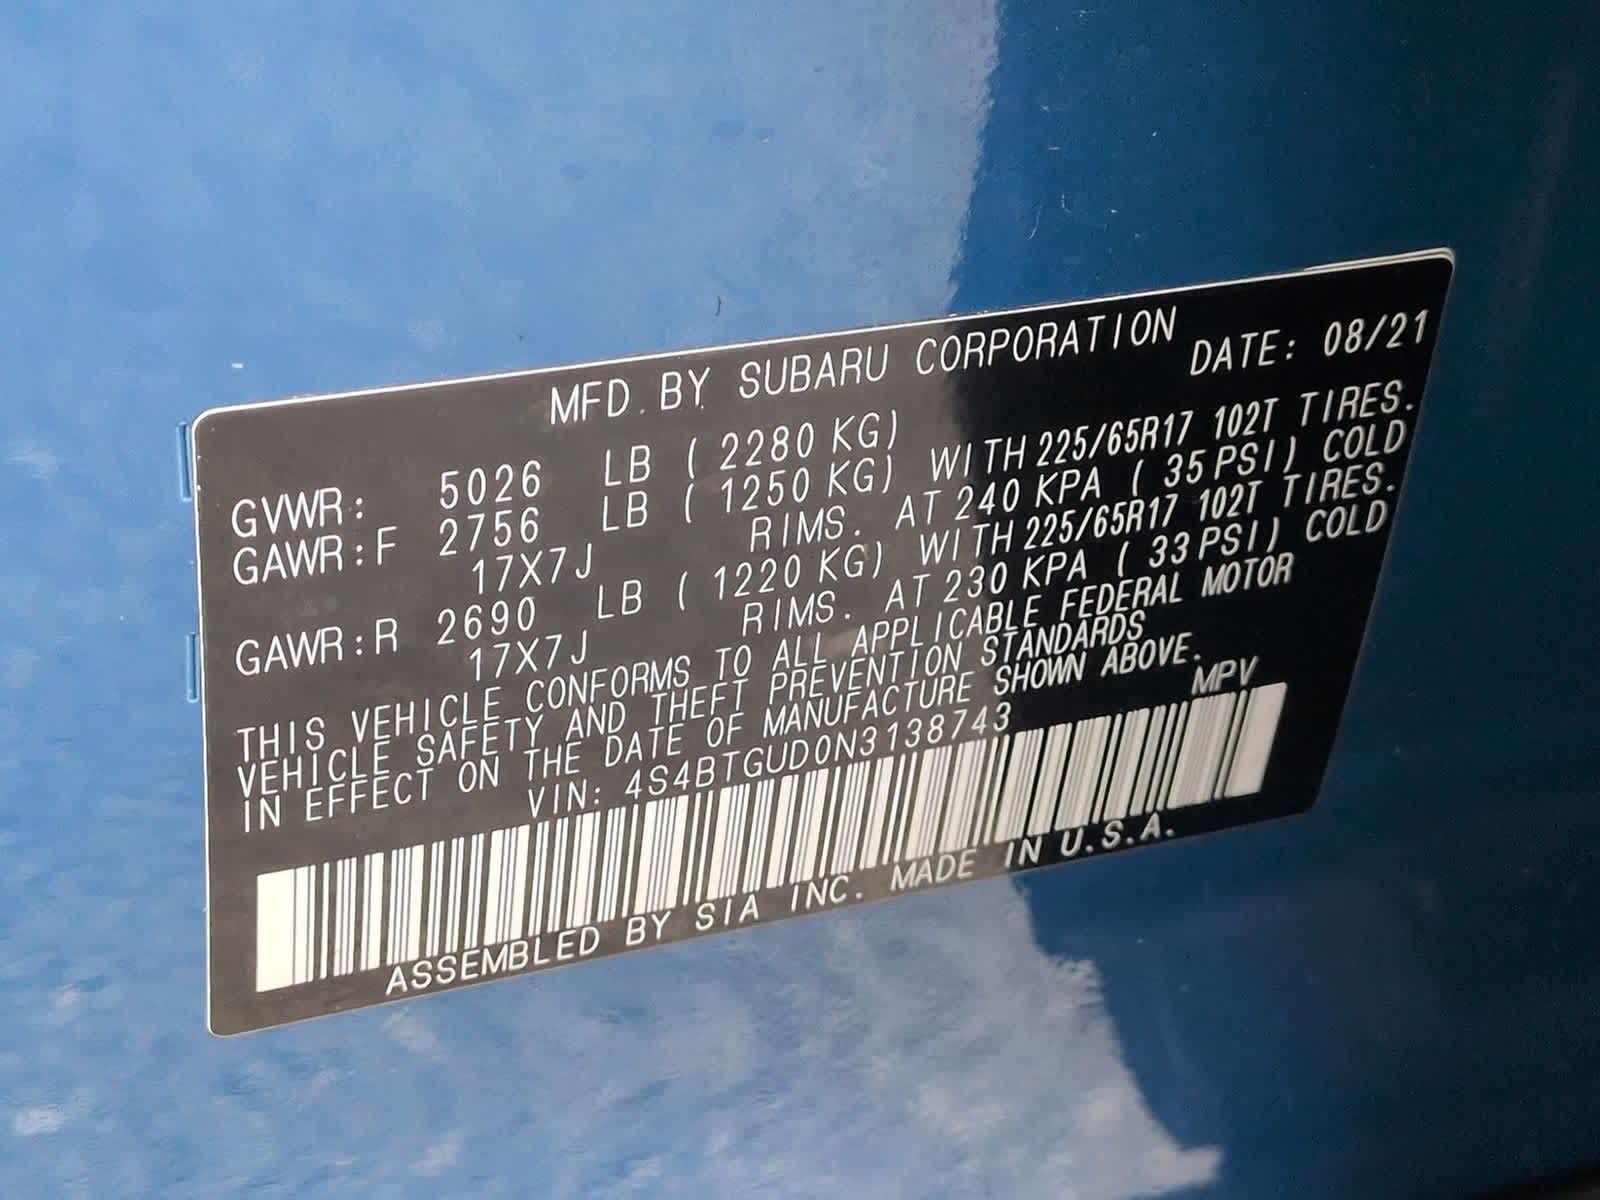 MFD. BY SUBARU CORPORATION DATE: 08/21
GVWR: 5026 LB ( 2280 KG)
GAWR:F 2756 LB ( 1250 KG) WITH 225/65R17 102T TIRES.
17X7J RIMS. AT 240 KPA ( 35PSI) COLD
GAWR:R 2690 LB ( 1220 KG) WITH 225/65R17 102T TIRES.
17X7J RIMS. AT 230 KPA ( 33PSI) COLD
THIS VEHICLE CONFORMS TO ALL APPLICABLE FEDERAL MOTOR
VEHICLE SAFETY AND THEFT PREVENTION STANDARDS
IN EFFECT ON THE DATE OF MANUFACTURE SHOWN ABOVE.
VIN: 4S4BTGUD0N3138743 MPV
ASSEMBLED BY SIA INC. MADE IN U.S.A.